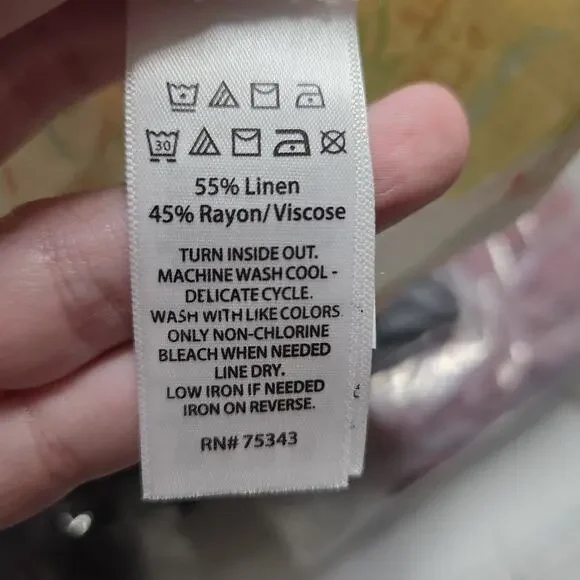 30
55% Linen
45% Rayon/Viscose
TURN INSIDE OUT.
MACHINE WASH COOL -
DELICATE CYCLE.
WASH WITH LIKE COLORS
ONLY NON-CHLORINE
BLEACH WHEN NEEDED
LINE DRY.
LOW IRON IF NEEDED
IRON ON REVERSE.
RN# 75343